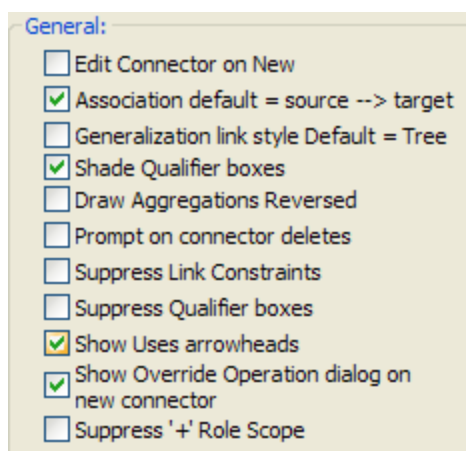 General:
Edit Connector on New
Association default = source --> target
Generalization link style Default = Tree
Shade Qualifier boxes
Draw Aggregations Reversed
Prompt on connector deletes
Suppress Link Constraints
Suppress Qualifier boxes
Show Uses arrowheads
Show Override Operation dialog on
new connector
Suppress '+' Role Scope